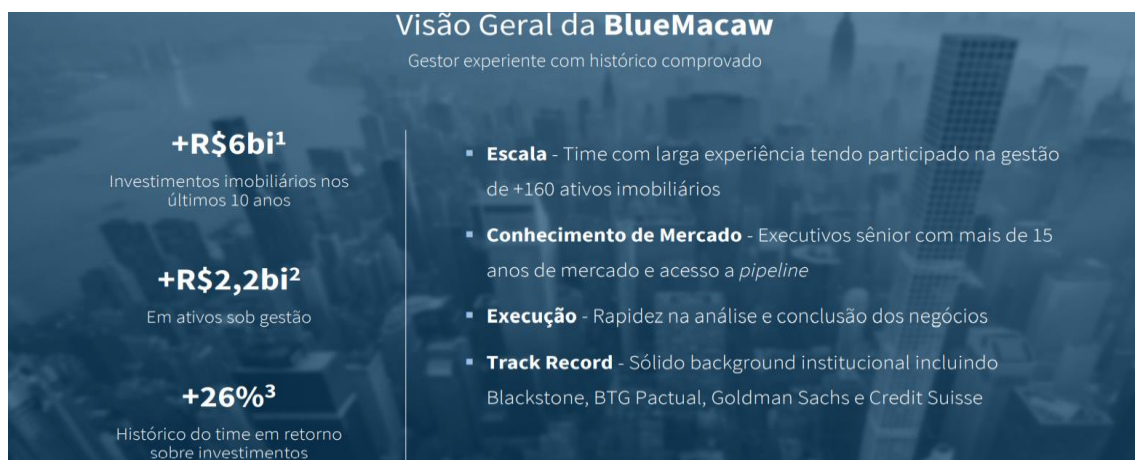 Visão Geral da BlueMacaw
Gestor experiente com histórico comprovado
+R$6bi¹
Investimentos imobiliários nos
últimos 10 anos
+R$2,2bi²
Em ativos sob gestão
+26%³
Histórico do time em retorno
sobre investimentos
▪ Escala - Time com larga experiência tendo participado na gestão
de +160 ativos imobiliários
▪ Conhecimento de Mercado - Executivos sênior com mais de 15
anos de mercado e acesso a pipeline
▪ Execução - Rapidez na análise e conclusão dos negócios
▪ Track Record - Sólido background institucional incluindo
Blackstone, BTG Pactual, Goldman Sachs e Credit Suisse